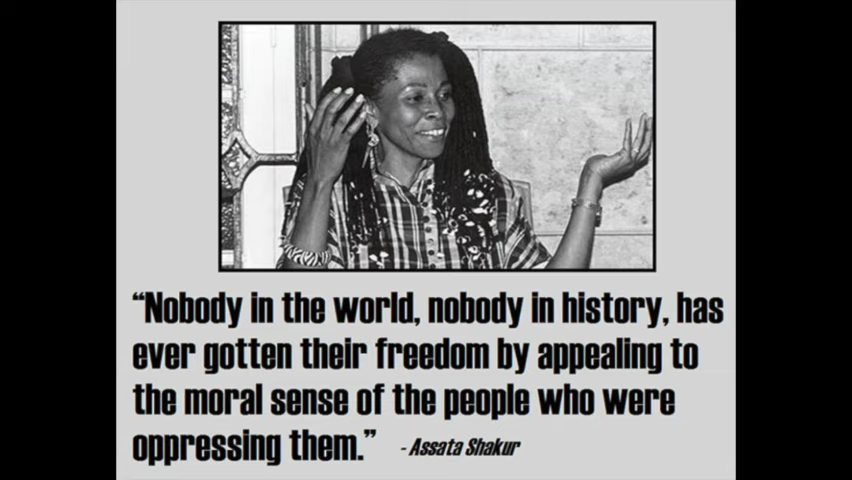 “Nobody in the world, nobody in history, has
ever gotten their freedom by appealing to
the moral sense of the people who were
oppressing them.” - Assata Shakur